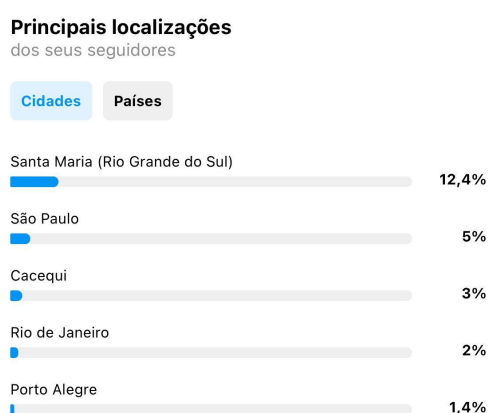 Principais localizações
dos seus seguidores
Cidades Países
Santa Maria (Rio Grande do Sul)
12,4%
São Paulo
5%
Cacequi
3%
Rio de Janeiro
2%
Porto Alegre
1,4%